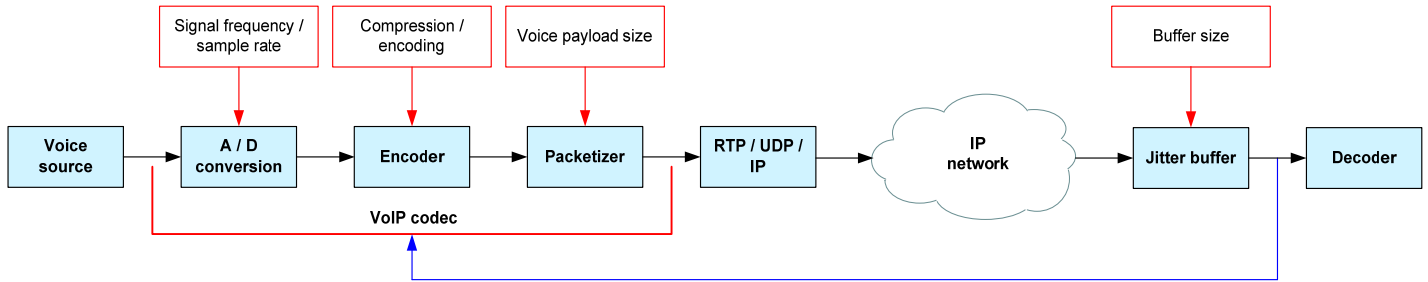 Signal frequency /
sample rate
Compression /
encoding
Voice payload size
Buffer size
Voice
source
A / D
conversion
Encoder
Packetizer
RTP / UDP /
IP
IP
network
Jitter buffer
Decoder
VoIP codec